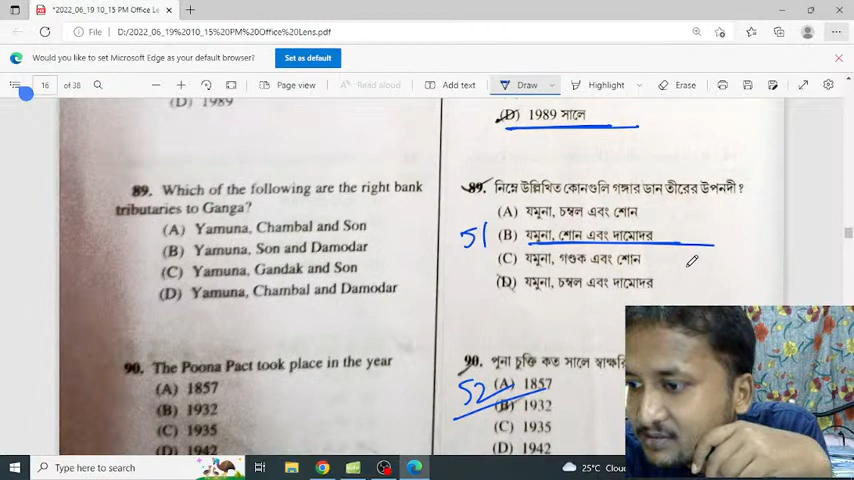 *2022_06_19 10_15 PM Office Le
File
D:/2022_06_19%2010_15%20PM%20Office%20Lens.pdf
Would you like to set Microsoft Edge as your default browser?
Set as default
16
of 38
Page view
Read aloud
Add text
Draw
Highlight
Erase
(D) 1989
(D) 1989 সালে
89. Which of the following are the right bank
tributaries to Ganga?
(A) Yamuna, Chambal and Son
(B) Yamuna, Son and Damodar
(C) Yamuna, Gandak and Son
(D) Yamuna, Chambal and Damodar
90. The Poona Pact took place in the year
(A) 1857
(B) 1932
(C) 1935
(D) 1942
89. নিম্নে উল্লিখিত কোনগুলি গঙ্গার ডান তীরের উপনদী?
(A) যমুনা, চম্বল এবং শোন
51
(B) যমুনা, শোন এবং দামোদর
(C) যমুনা, গণ্ডক এবং শোন
(D) যমুনা, চম্বল এবং দামোদর
90. পুনা চুক্তি কত সালে
52
(A) 1857
(B) 1932
(C) 1935
(D) 1942
Type here to search
25°C